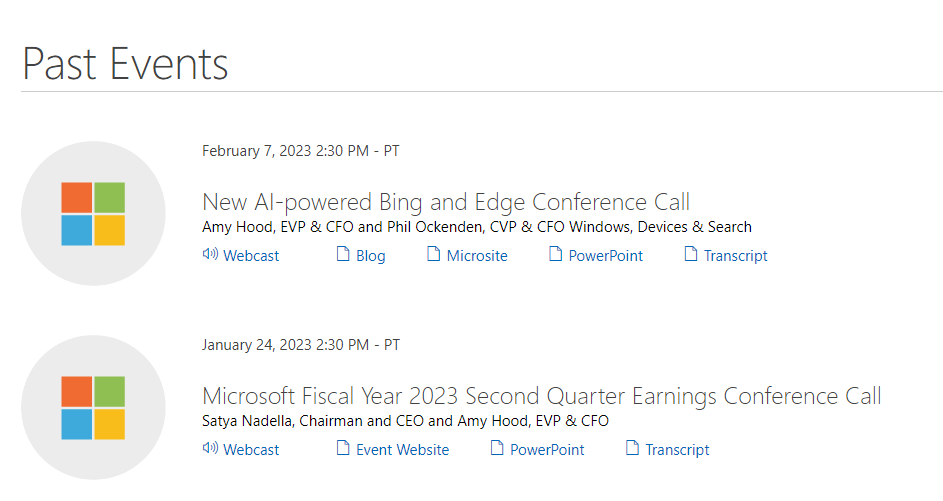 Past Events
February 7, 2023 2:30 PM - PT
New AI-powered Bing and Edge Conference Call
Amy Hood, EVP & CFO and Phil Ockenden, CVP & CFO Windows, Devices & Search
Webcast Blog Microsite PowerPoint Transcript
January 24, 2023 2:30 PM - PT
Microsoft Fiscal Year 2023 Second Quarter Earnings Conference Call
Satya Nadella, Chairman and CEO and Amy Hood, EVP & CFO
Webcast Event Website PowerPoint Transcript